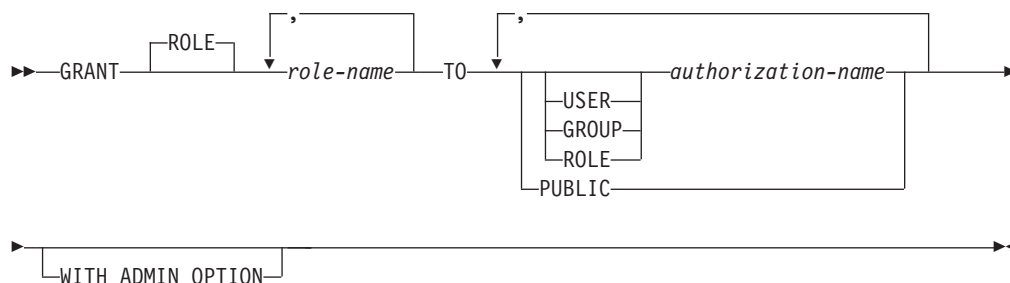 , ,
ROLE
GRANT role-name TO authorization-name
USER
GROUP
ROLE
PUBLIC
WITH ADMIN OPTION